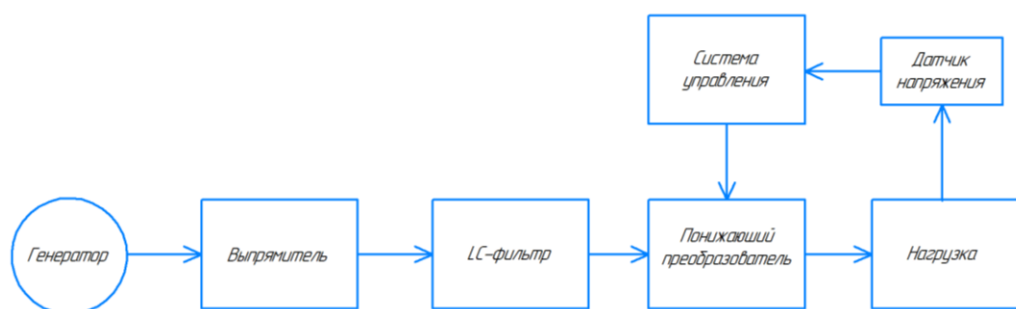 Система
управления
Датчик
напряжения
Генератор
Выпрямитель
LC-фильтр
Понижающий
преобразователь
Нагрузка